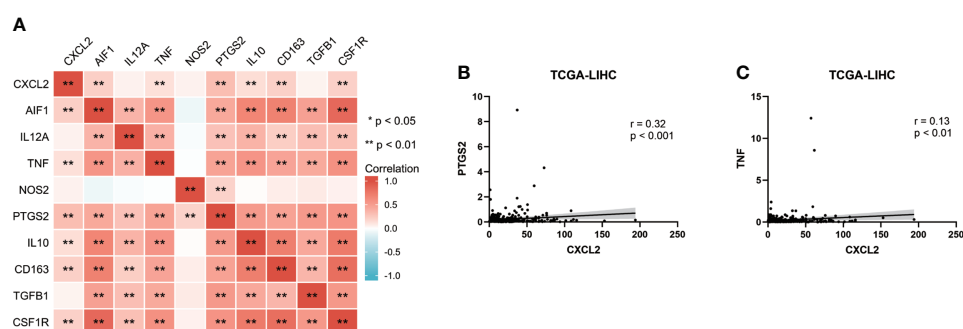 A
CXCL2 AIF1 IL12A TNF NOS2 PTGS2 IL10 CD163 TGFB1 CSF1R
CXCL2 ** ** ** ** ** ** **
AIF1 ** ** ** ** ** ** ** ** **
IL12A ** ** ** ** ** ** ** **
TNF ** ** ** ** ** ** ** ** **
NOS2 ** **
PTGS2 ** ** ** ** ** ** ** ** ** **
IL10 ** ** ** ** ** ** ** ** **
CD163 ** ** ** ** ** ** ** ** **
TGFB1 ** ** ** ** ** ** ** **
CSF1R ** ** ** ** ** ** ** ** **
* p < 0.05
** p < 0.01
Correlation
1.0
0.5
0.0
-0.5
-1.0
B
TCGA-LIHC
r = 0.32
p < 0.001
PTGS2
10
8
6
4
2
0
0 50 100 150 200 250
CXCL2
C
TCGA-LIHC
r = 0.13
p < 0.01
TNF
15
10
5
0
0 50 100 150 200 250
CXCL2